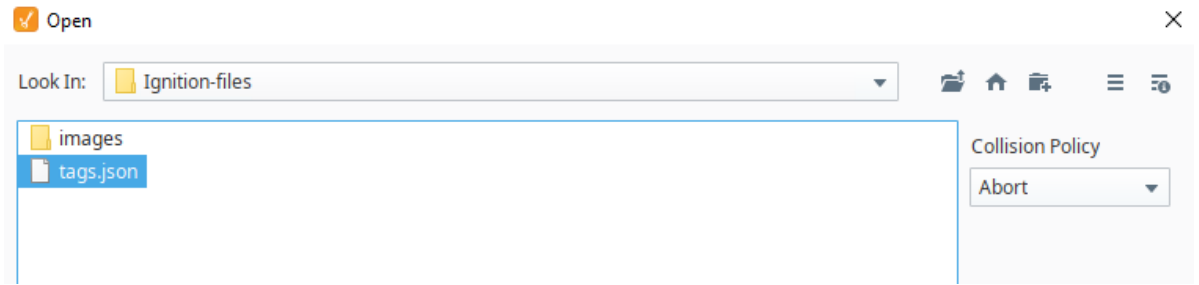 Open
Look In: Ignition-files
images
tags.json
Collision Policy
Abort